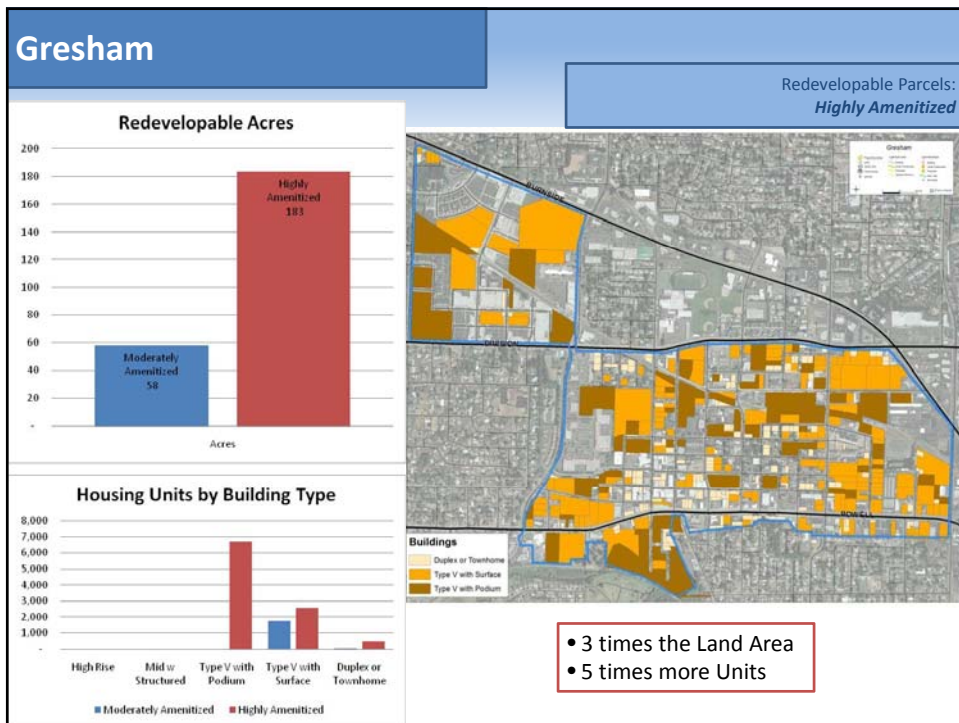 Gresham
Redevelopable Parcels:
Highly Amenitized
Redevelopable Acres
200
180
160
140
120
100
80
60
40
20
-
Moderately
Amenitized
58
Highly
Amenitized
183
Acres
Housing Units by Building Type
8,000
7,000
6,000
5,000
4,000
3,000
2,000
1,000
-
High Rise
Mid w
Structured
Type V with
Podium
Type V with
Surface
Duplex or
Townhome
Moderately Amenitized
Highly Amenitized
Gresham
BURNSIDE
DIVISION
POWELL
Buildings
Duplex or Townhome
Type V with Surface
Type V with Podium
• 3 times the Land Area
• 5 times more Units